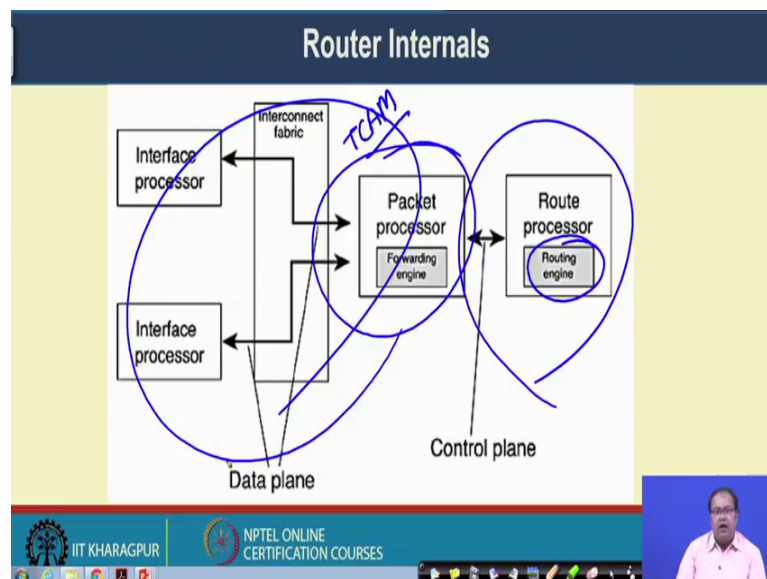 Router Internals
Interconnect
fabric
TCAM
Interface
processor
Packet
processor
Forwarding
engine
Route
processor
Routing
engine
Interface
processor
Control plane
Data plane
IIT KHARAGPUR
NPTEL ONLINE
CERTIFICATION COURSES